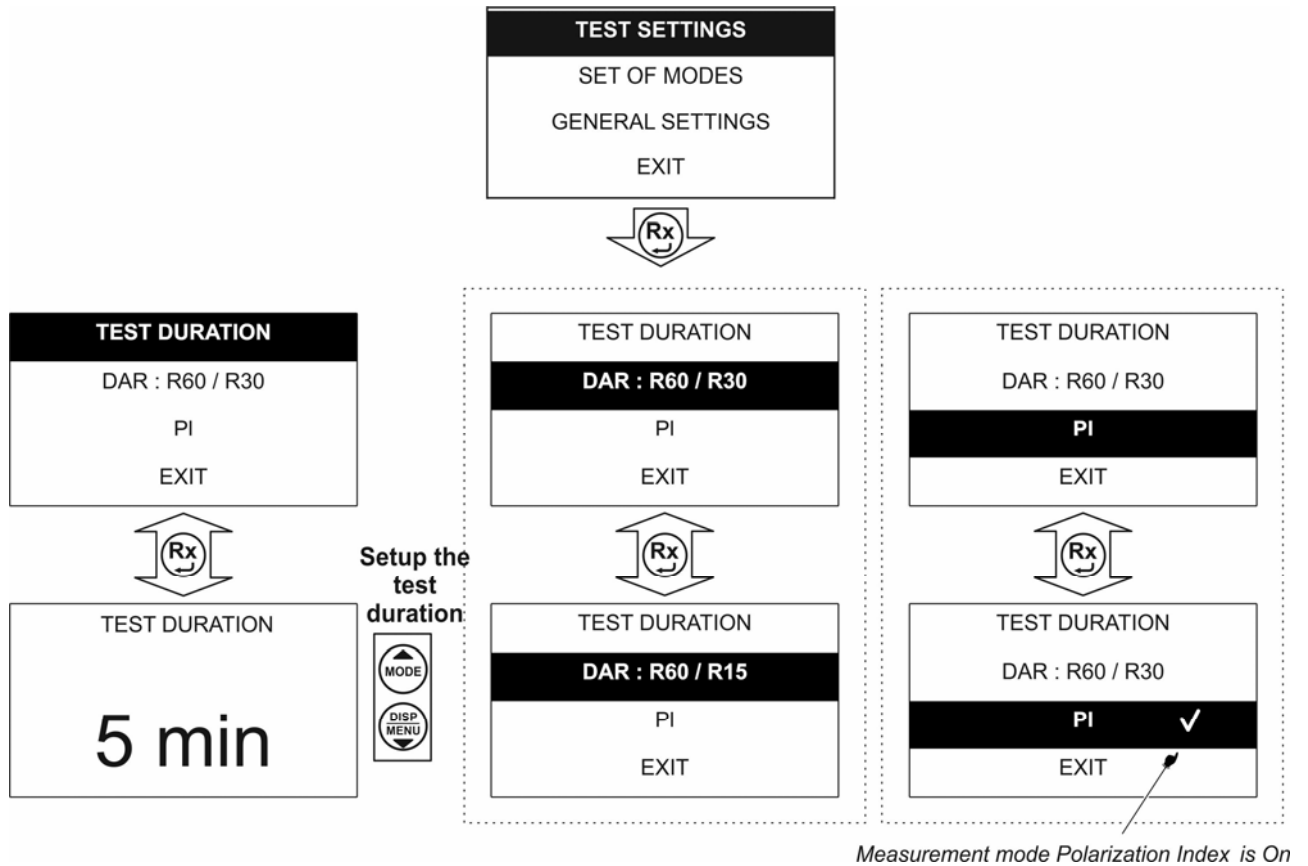 TEST SETTINGS
SET OF MODES
GENERAL SETTINGS
EXIT
Rx
TEST DURATION
DAR : R60 / R30
PI
EXIT
Rx
TEST DURATION
5 min
Setup the
test
duration
MODE
DISP
MENU
TEST DURATION
DAR : R60 / R30
PI
EXIT
Rx
TEST DURATION
DAR : R60 / R15
PI
EXIT
TEST DURATION
DAR : R60 / R30
PI
EXIT
Rx
TEST DURATION
DAR : R60 / R30
PI ✓
EXIT
Measurement mode Polarization Index is On